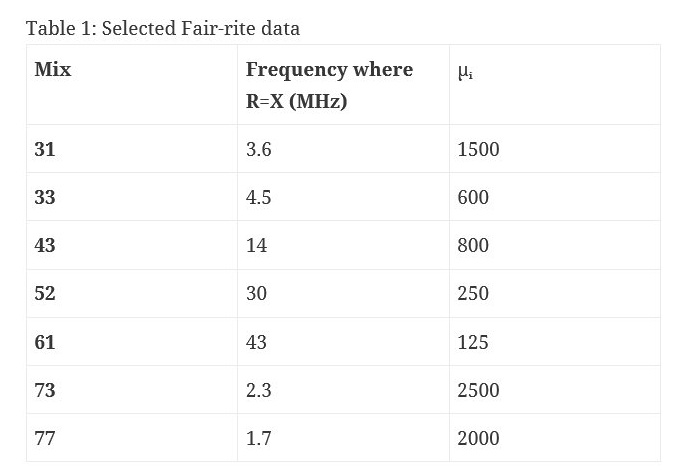 Table 1: Selected Fair-rite data
Mix Frequency where R=X (MHz) μi
31 3.6 1500
33 4.5 600
43 14 800
52 30 250
61 43 125
73 2.3 2500
77 1.7 2000